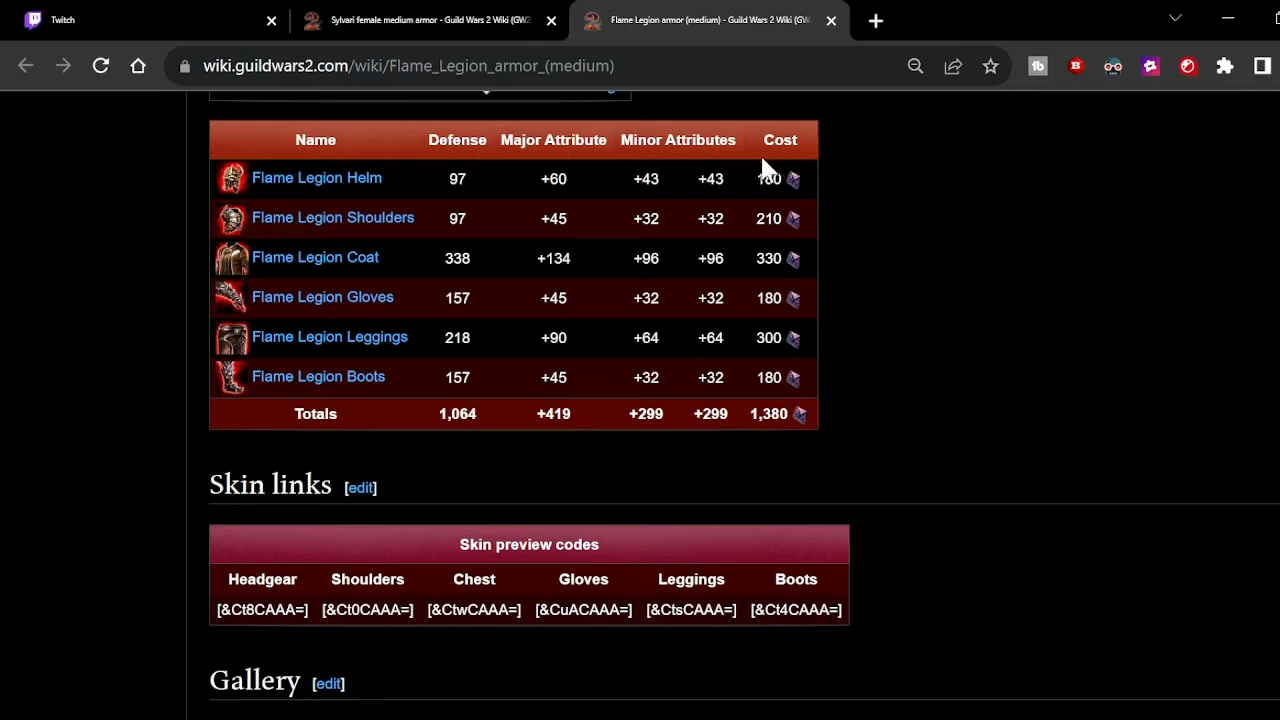 Twitch
Sylvari female medium armor - Guild Wars 2 Wiki (GW2
Flame Legion armor (medium) - Guild Wars 2 Wiki (GW
wiki.guildwars2.com/wiki/Flame_Legion_armor_(medium)
Name Defense Major Attribute Minor Attributes Cost
Flame Legion Helm 97 +60 +43 +43
Flame Legion Shoulders 97 +45 +32 +32 210
Flame Legion Coat 338 +134 +96 +96 330
Flame Legion Gloves 157 +45 +32 +32 180
Flame Legion Leggings 218 +90 +64 +64 300
Flame Legion Boots 157 +45 +32 +32 180
Totals 1,064 +419 +299 +299 1,380
Skin links [edit]
Skin preview codes
Headgear Shoulders Chest Gloves Leggings Boots
[&Ct8CAAA=] [&Ct0CAAA=] [&CtwCAAA=] [&CuACAAA=] [&CtsCAAA=] [&Ct4CAAA=]
Gallery [edit]